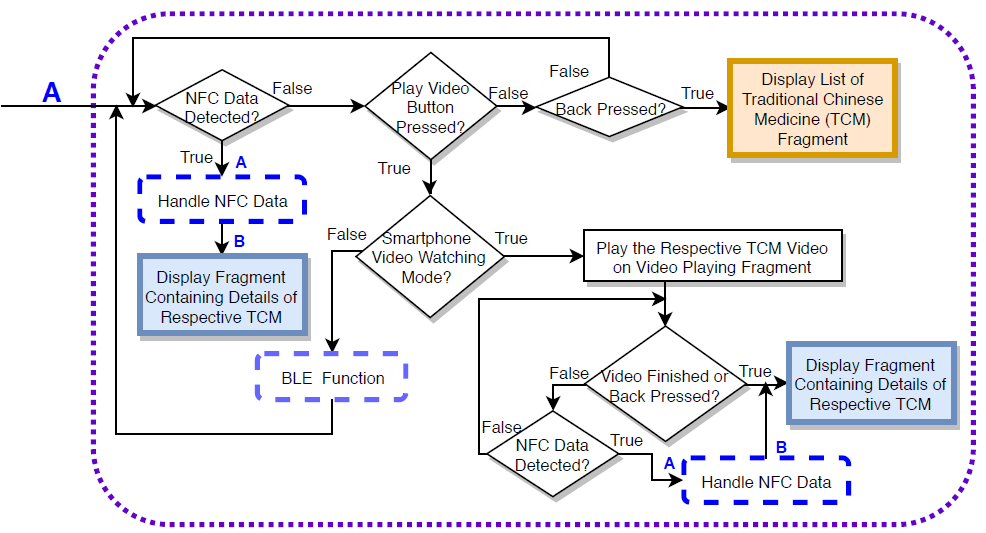 A
NFC Data
Detected?
False
Play Video
Button
Pressed?
False
False
Back Pressed?
True
Display List of
Traditional Chinese
Medicine (TCM)
Fragment
True
A
Handle NFC Data
B
Display Fragment
Containing Details of
Respective TCM
True
False
Smartphone
Video Watching
Mode?
True
Play the Respective TCM Video
on Video Playing Fragment
BLE Function
False
Video Finished or
Back Pressed?
True
Display Fragment
Containing Details of
Respective TCM
False
NFC Data
Detected?
True
A
Handle NFC Data
B